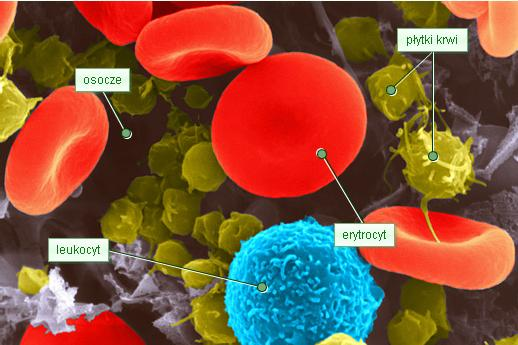 płytki krwi
osocze
erytrocyt
leukocyt